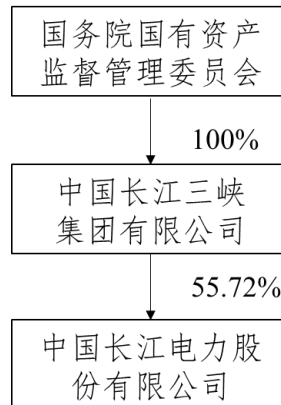 国务院国有资产
监督管理委员会
100%
中国长江三峡
集团有限公司
55.72%
中国长江电力股
份有限公司